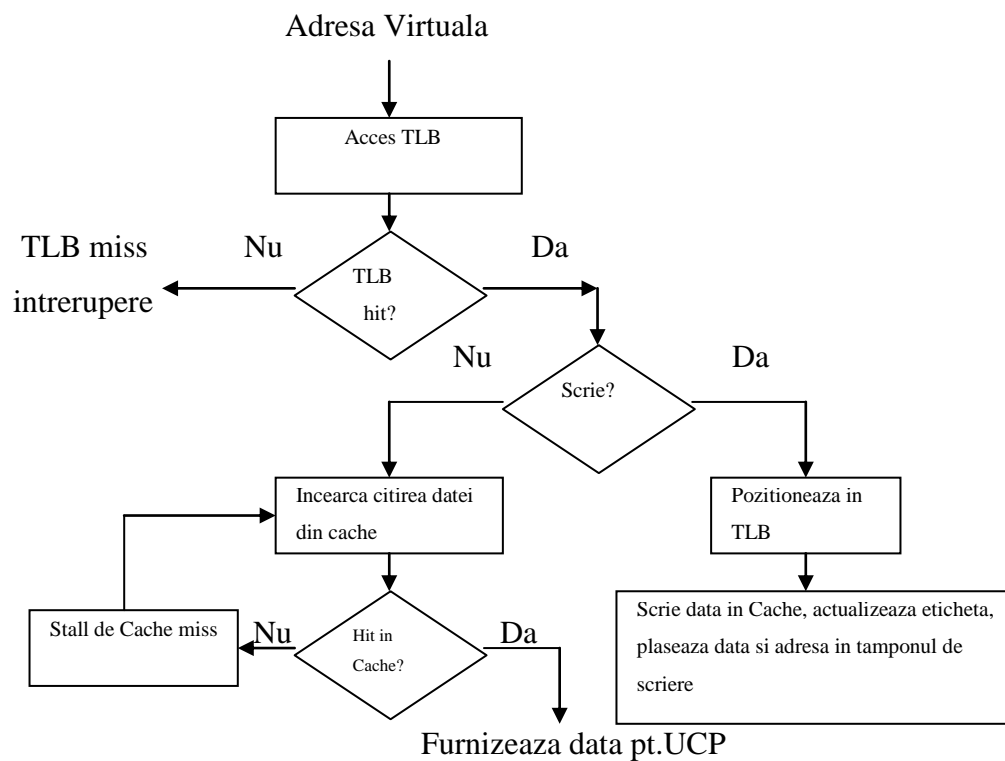 Adresa Virtuala
Acces TLB
TLB miss
intrerupere
Nu
Da
TLB
hit?
Nu
Da
Scrie?
Incearca citirea datei
din cache
Pozitioneaza in
TLB
Stall de Cache miss
Nu
Hit in
Cache?
Da
Scrie data in Cache, actualizeaza eticheta,
plaseaza data si adresa in tamponul de
scriere
Furnizeaza data pt.UCP